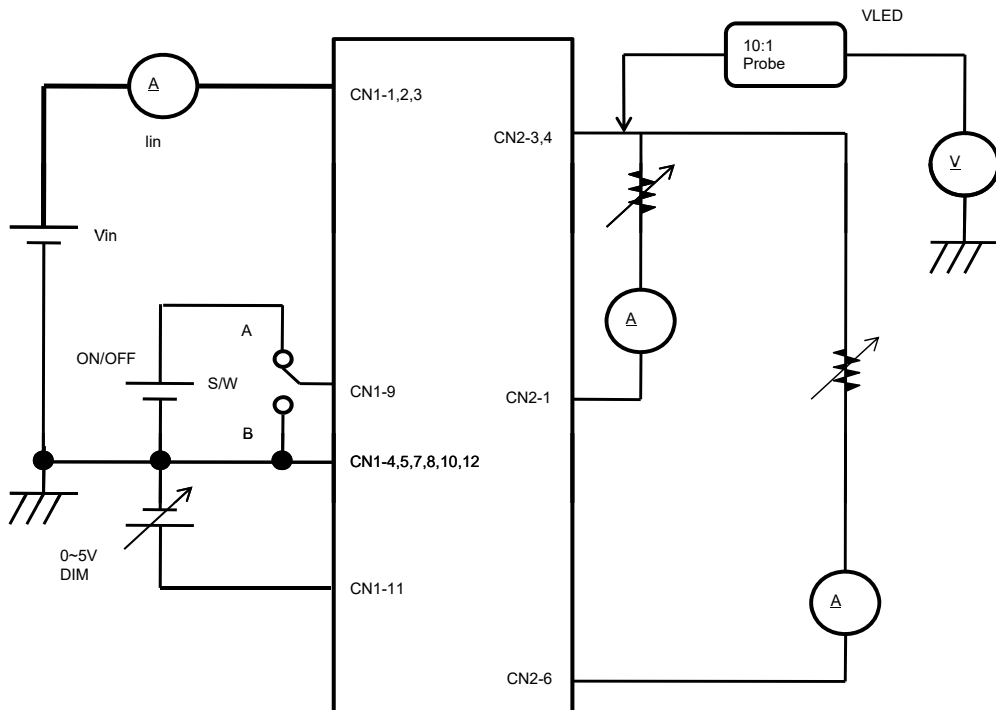 VLED
10:1
Probe
A
CN1-1,2,3
Iin
CN2-3,4
V
Vin
A
A
ON/OFF
S/W
CN1-9
CN2-1
B
CN1-4,5,7,8,10,12
0~5V
DIM
CN1-11
A
CN2-6